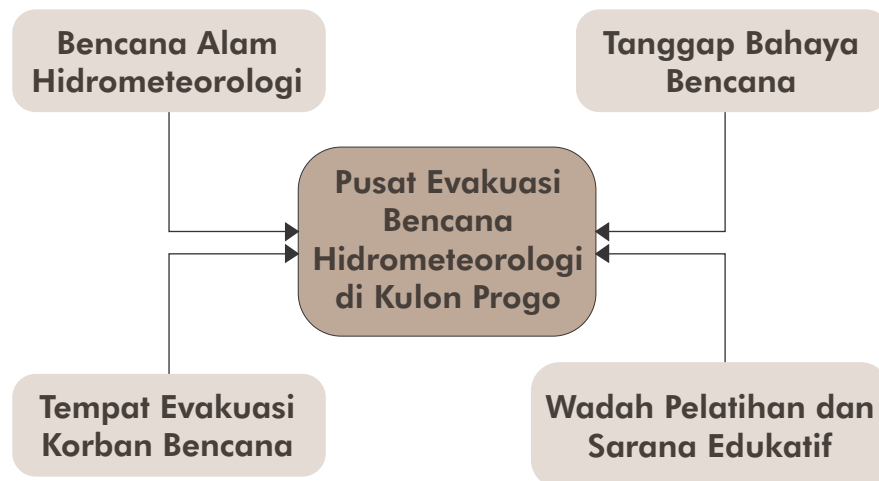 Bencana Alam
Hidrometeorologi
Tanggap Bahaya
Bencana
Pusat Evakuasi
Bencana
Hidrometeorologi
di Kulon Progo
Tempat Evakuasi
Korban Bencana
Wadah Pelatihan dan
Sarana Edukatif